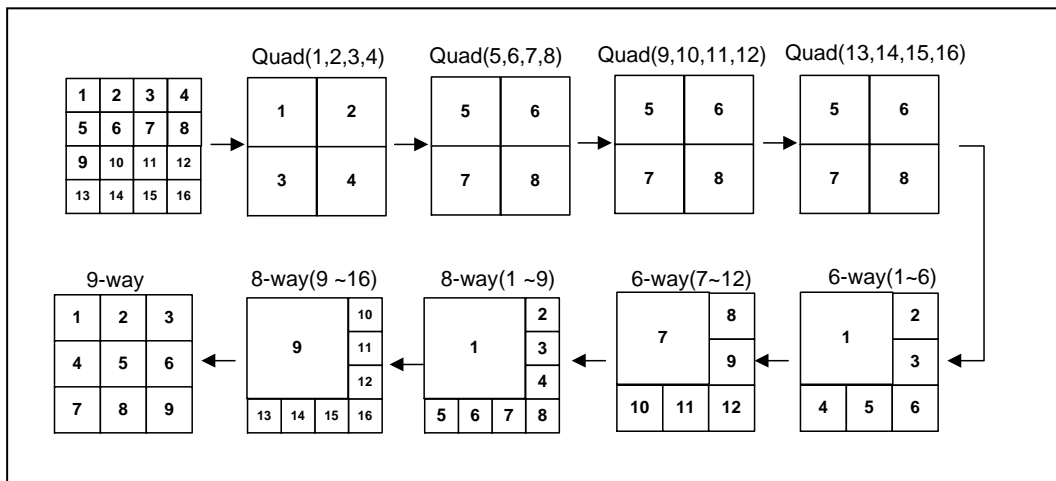 Quad(1,2,3,4)
Quad(5,6,7,8)
Quad(9,10,11,12)
Quad(13,14,15,16)
1 2 3 4
5 6 7 8
9 10 11 12
13 14 15 16
1 2
3 4
5 6
7 8
5 6
7 8
5 6
7 8
9-way
8-way(9 ~16)
8-way(1 ~9)
6-way(7~12)
6-way(1~6)
1 2 3
4 5 6
7 8 9
9 10
11
12
13 14 15 16
1 2
3
4
5 6 7 8
7 8
9
10 11 12
1 2
3
4 5 6